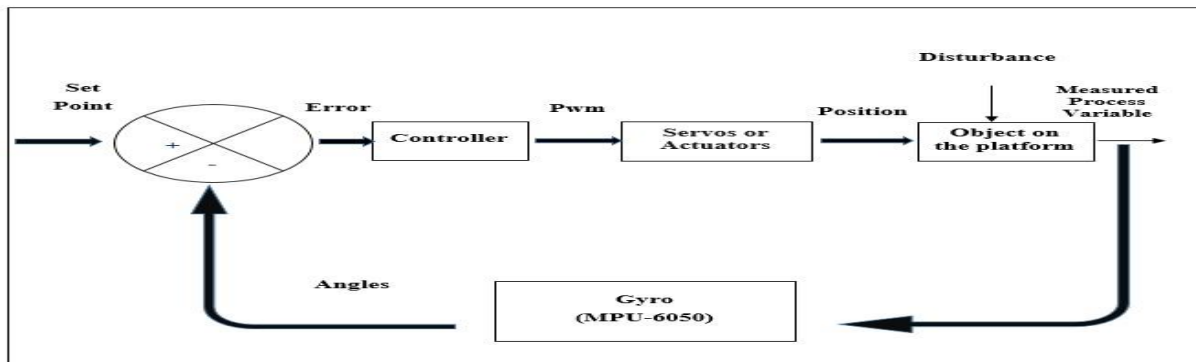 Disturbance
Set
Point
Error
Pwm
Position
Measured
Process
Variable
+
-
Controller
Servos or
Actuators
Object on
the platform
Angles
Gyro
(MPU-6050)